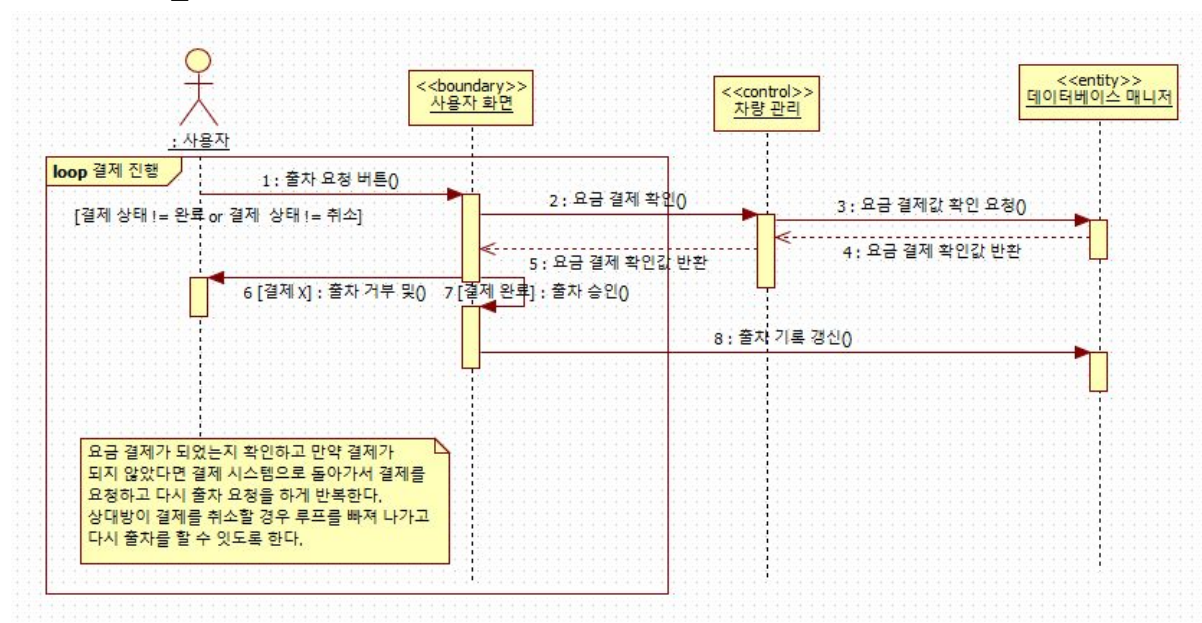 <<boundary>>
사용자 화면
<<control>>
차량 관리
<<entity>>
데이터베이스 매니저
: 사용자
loop 결제 진행
1 : 출차 요청 버튼()
[결제 상태 != 완료 or 결제 상태 != 취소]
2 : 요금 결제 확인()
3 : 요금 결제값 확인 요청()
4 : 요금 결제 확인값 반환
5 : 요금 결제 확인값 반환
6 [결제 X] : 출차 거부 및()
7 [결제 완료] : 출차 승인()
8 : 출차 기록 갱신()
요금 결제가 되었는지 확인하고 만약 결제가
되지 않았다면 결제 시스템으로 돌아가서 결제를
요청하고 다시 출차 요청을 하게 반복한다.
상대방이 결제를 취소할 경우 루프를 빠져 나가고
다시 출차를 할 수 잇도록 한다.